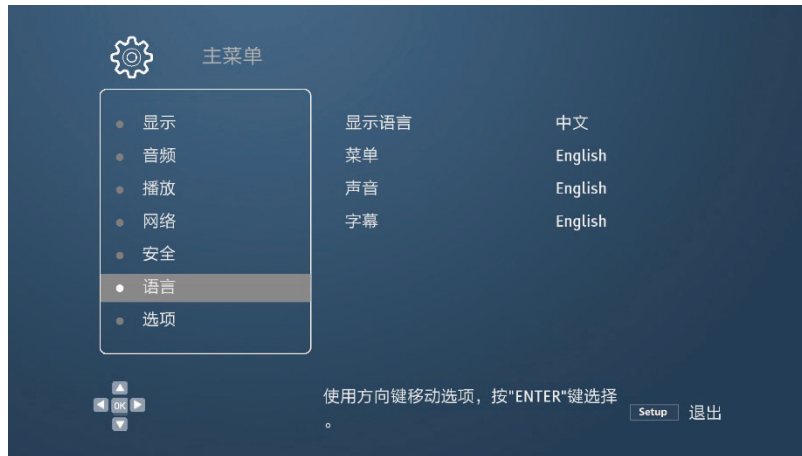 主菜单
显示
音频
播放
网络
安全
语言
选项
显示语言 中文
菜单 English
声音 English
字幕 English
OK
使用方向键移动选项，按"ENTER"键选择
。
Setup 退出